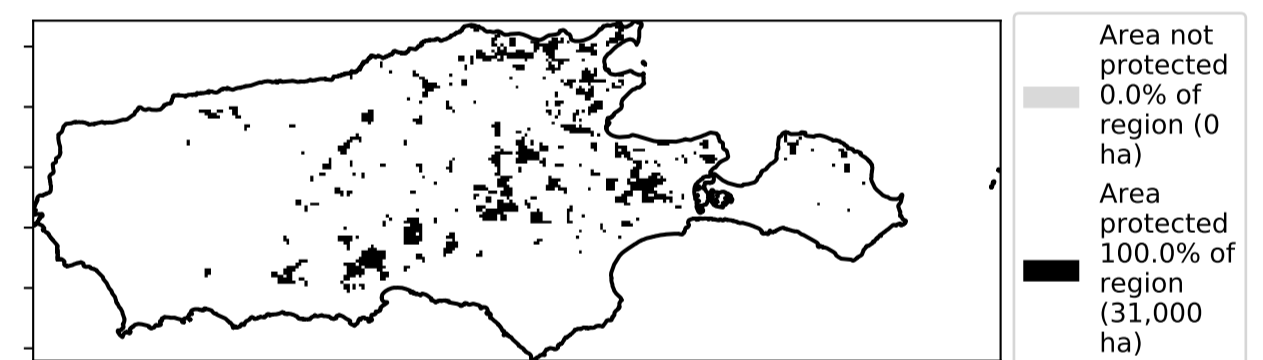 Area not
protected
0.0% of
region (0
ha)
Area
protected
100.0% of
region
(31,000
ha)